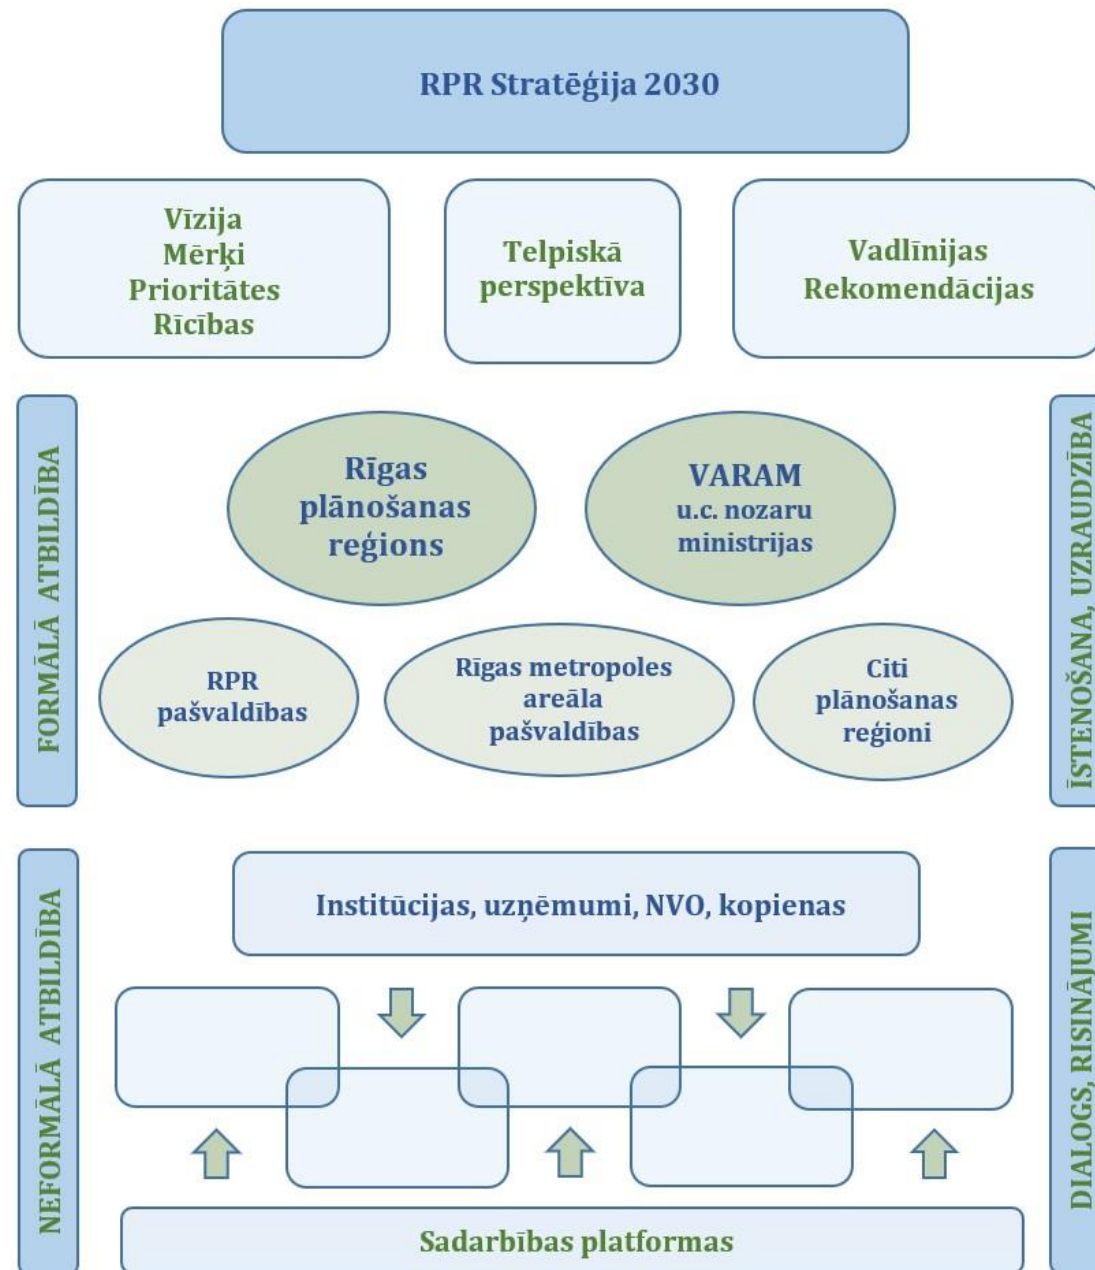 RPR Stratēģija 2030
Vīzija
Mērķi
Prioritātes
Rīcības
Telpiskā
perspektīva
Vadlīnijas
Rekomendācijas
FORMĀLĀ ATBILDĪBA
Rīgas
plānošanas
reģions
VARAM
u.c. nozaru
ministrijas
RPR
pašvaldības
Rīgas metropoles
areāla
pašvaldības
Citi
plānošanas
reģioni
ĪSTENOŠANA, UZRAUDZĪBA
NEFORMĀLĀ ATBILDĪBA
Institūcijas, uzņēmumi, NVO, kopienas
Sadarbības platformas
DIALOGS, RISINĀJUMI